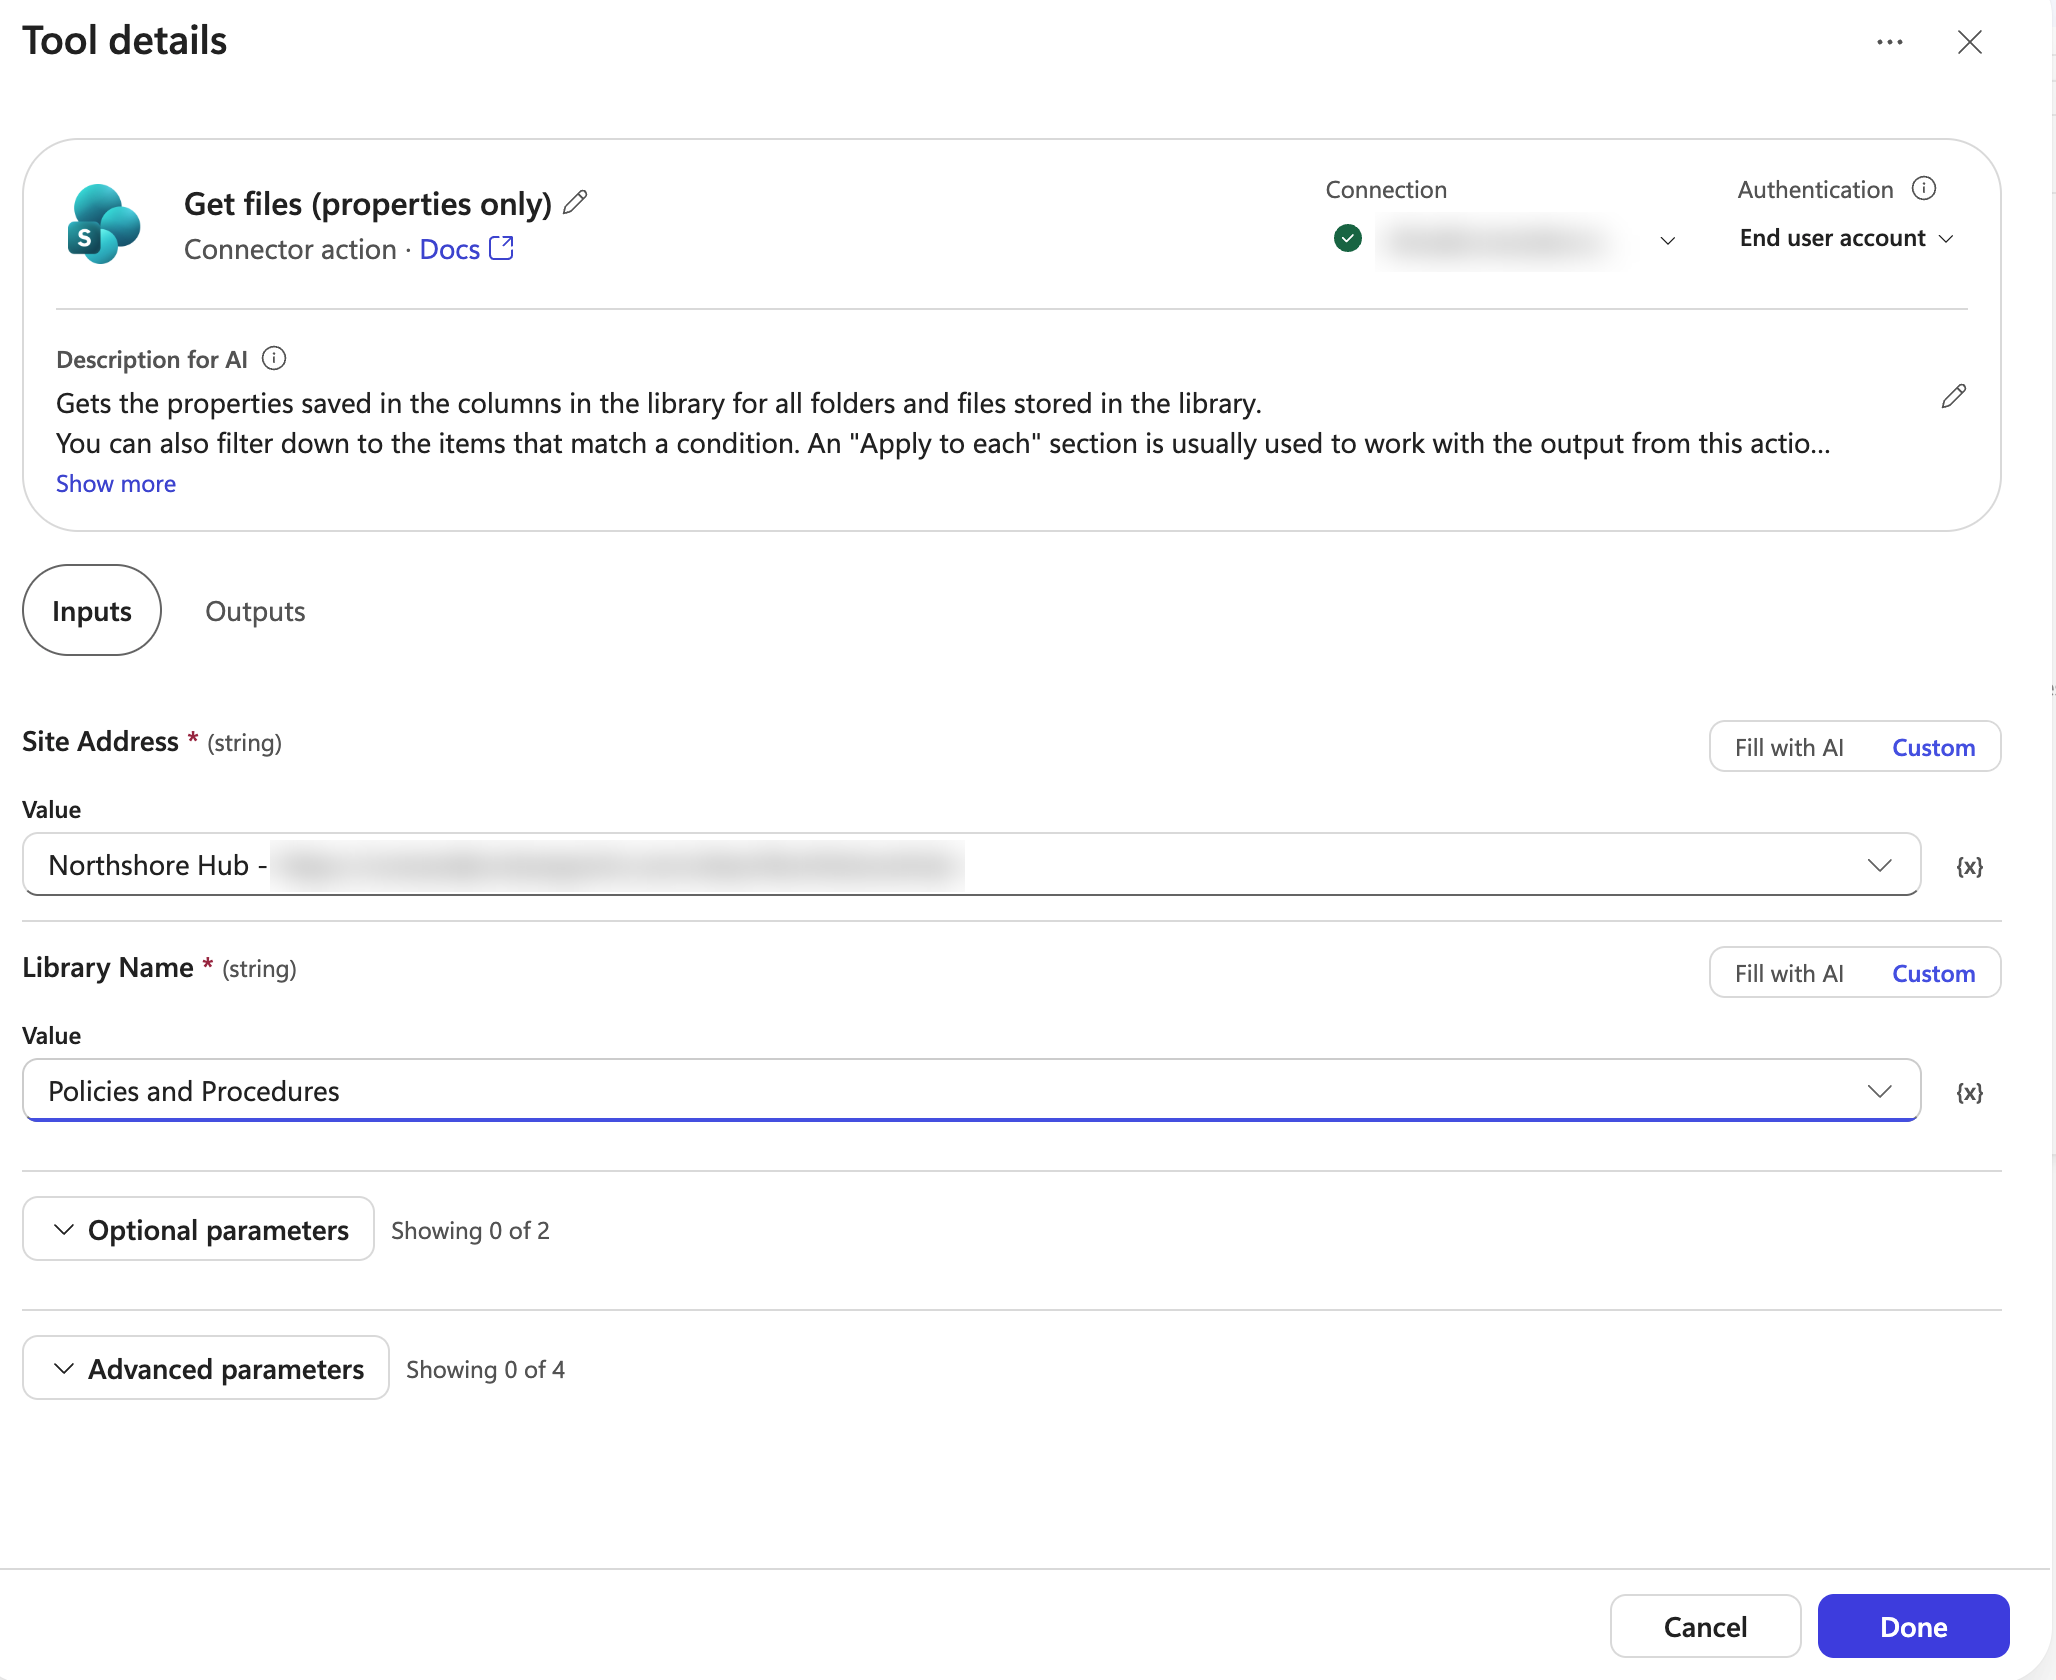 Tool details
S
Get files (properties only)
Connector action · Docs
Connection
Authentication
End user account
Description for AI
Gets the properties saved in the columns in the library for all folders and files stored in the library.
You can also filter down to the items that match a condition. An "Apply to each" section is usually used to work with the output from this actio...
Show more
Inputs
Outputs
Site Address * (string)
Fill with AI
Custom
Value
Northshore Hub -
{x}
Library Name * (string)
Fill with AI
Custom
Value
Policies and Procedures
{x}
Optional parameters
Showing 0 of 2
Advanced parameters
Showing 0 of 4
Cancel
Done